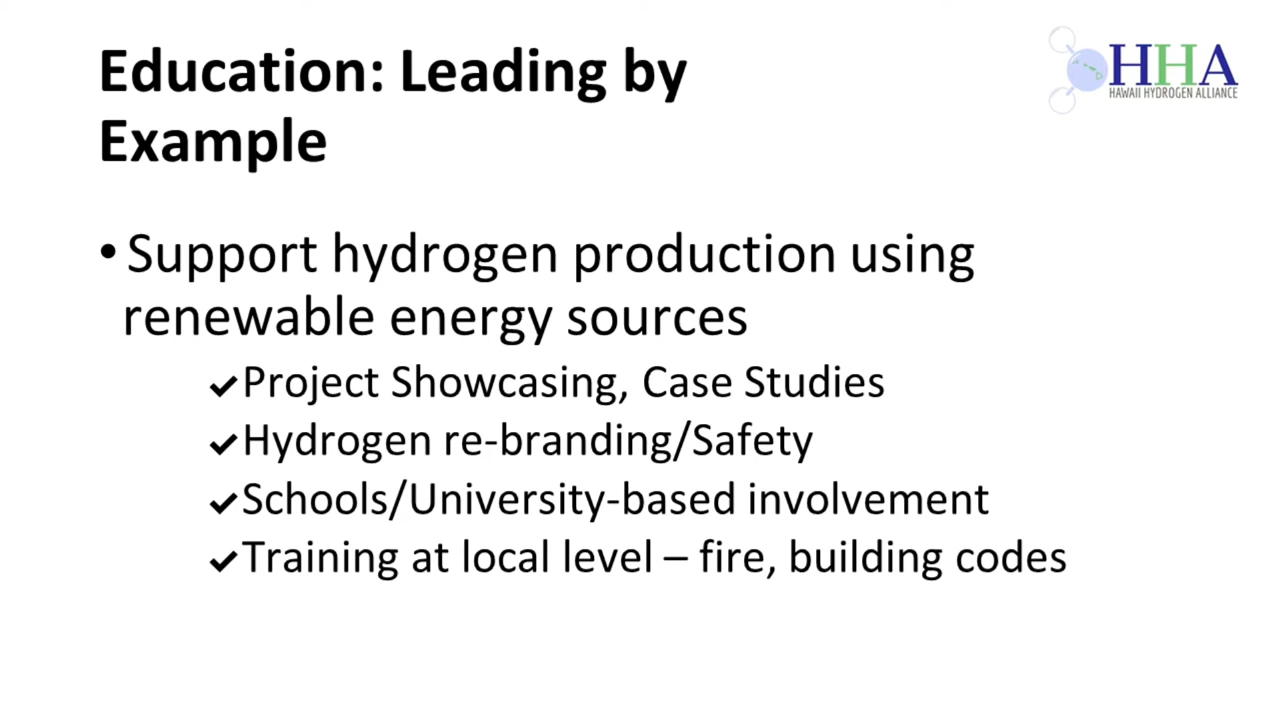 Education: Leading by
Example
HHA
HAWAII HYDROGEN ALLIANCE
• Support hydrogen production using
renewable energy sources
✔Project Showcasing, Case Studies
✔Hydrogen re-branding/Safety
✔Schools/University-based involvement
✔Training at local level – fire, building codes